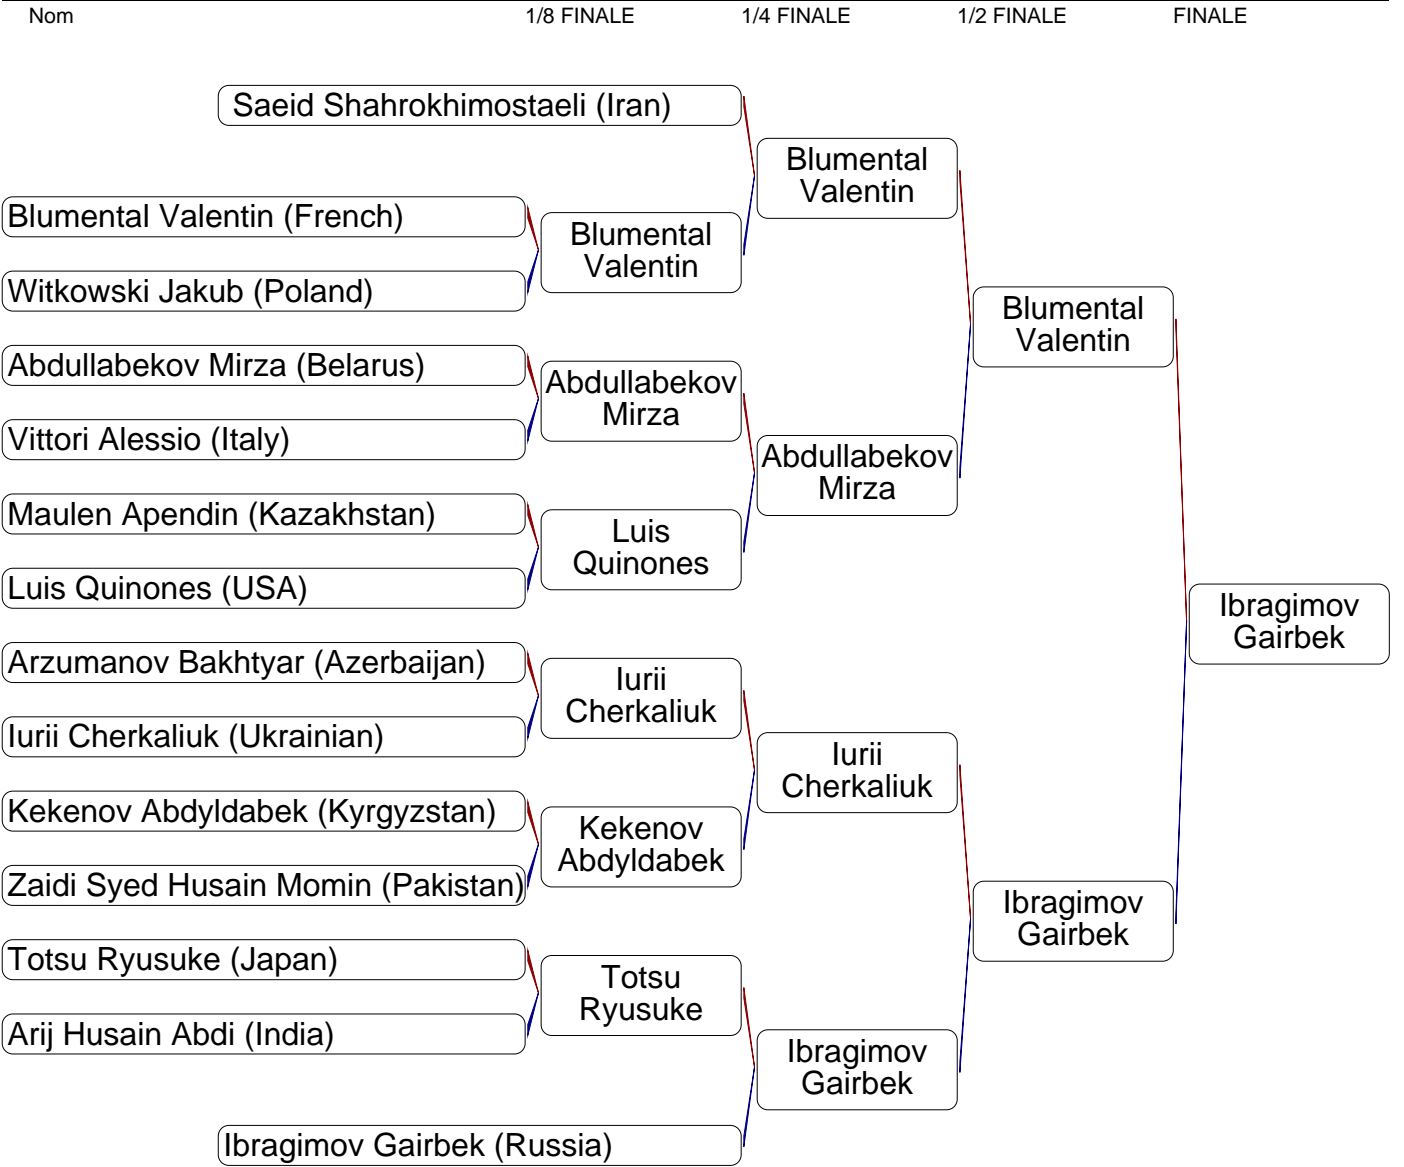 Nom 1/8 FINALE 1/4 FINALE 1/2 FINALE FINALE
Saeid Shahrokhimostaeli (Iran)
Blumental
Valentin
Blumental Valentin (French)
Blumental
Valentin
Witkowski Jakub (Poland)
Blumental
Valentin
Abdullabekov Mirza (Belarus)
Abdullabekov
Mirza
Vittori Alessio (Italy)
Abdullabekov
Mirza
Maulen Apendin (Kazakhstan)
Luis
Quinones
Luis Quinones (USA)
Ibragimov
Gairbek
Arzumanov Bakhtyar (Azerbaijan)
Iurii
Cherkaliuk
Iurii Cherkaliuk (Ukrainian)
Iurii
Cherkaliuk
Kekenov Abdyldabek (Kyrgyzstan)
Kekenov
Abdyldabek
Zaidi Syed Husain Momin (Pakistan)
Ibragimov
Gairbek
Totsu Ryusuke (Japan)
Totsu
Ryusuke
Arij Husain Abdi (India)
Ibragimov
Gairbek
Ibragimov Gairbek (Russia)